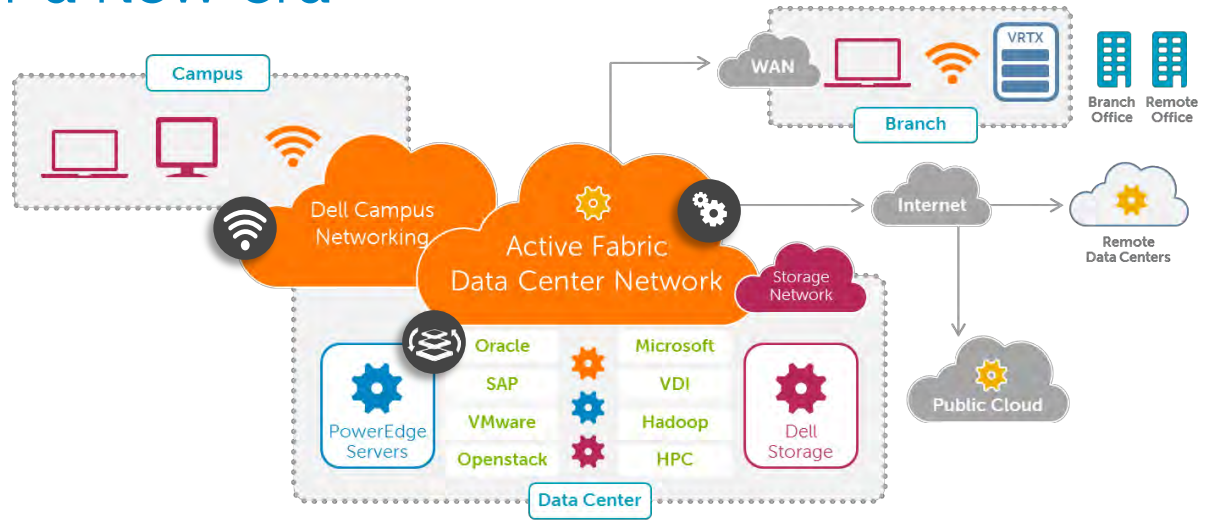 a new era
Campus
WAN
VRTX
Branch
Office
Remote
Office
Branch
Dell Campus
Networking
Active Fabric
Data Center Network
Internet
Remote
Data Centers
Storage
Network
Oracle
Microsoft
SAP
VDI
VMware
Hadoop
Openstack
HPC
PowerEdge
Servers
Dell
Storage
Public Cloud
Data Center